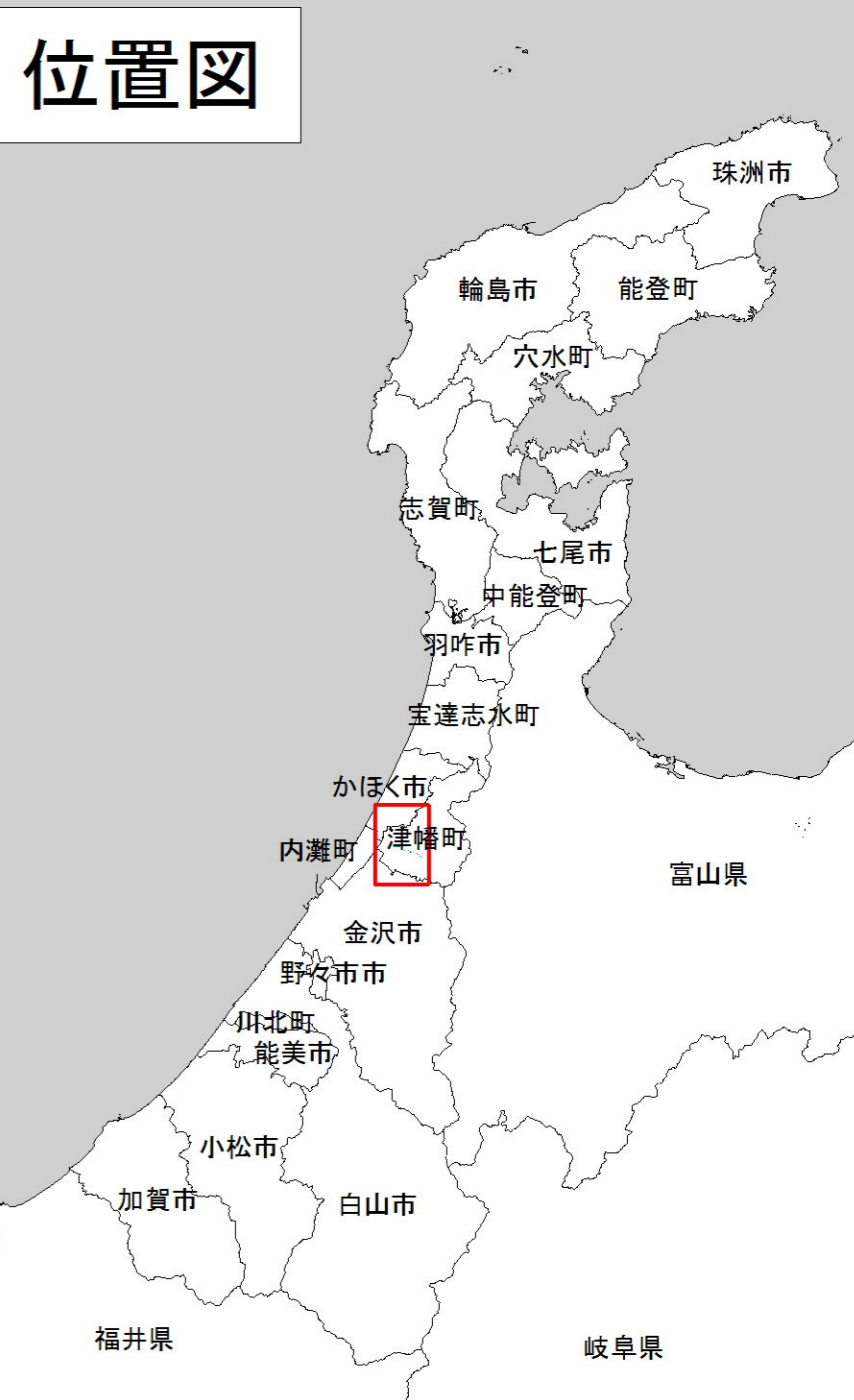 位置図
珠洲市
輪島市
能登町
穴水町
志賀町
七尾市
中能登町
羽咋市
宝達志水町
かほく市
津幡町
内灘町
富山県
金沢市
野々市市
川北町
能美市
小松市
加賀市
白山市
福井県
岐阜県